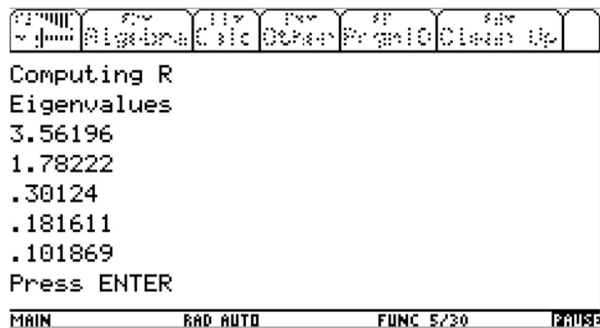 Algebra Calc Other PrgmIO Clean Up
Computing R
Eigenvalues
3.56196
1.78222
.30124
.181611
.101869
Press ENTER
MAIN RAD AUTO FUNC 5/30 PAUSE